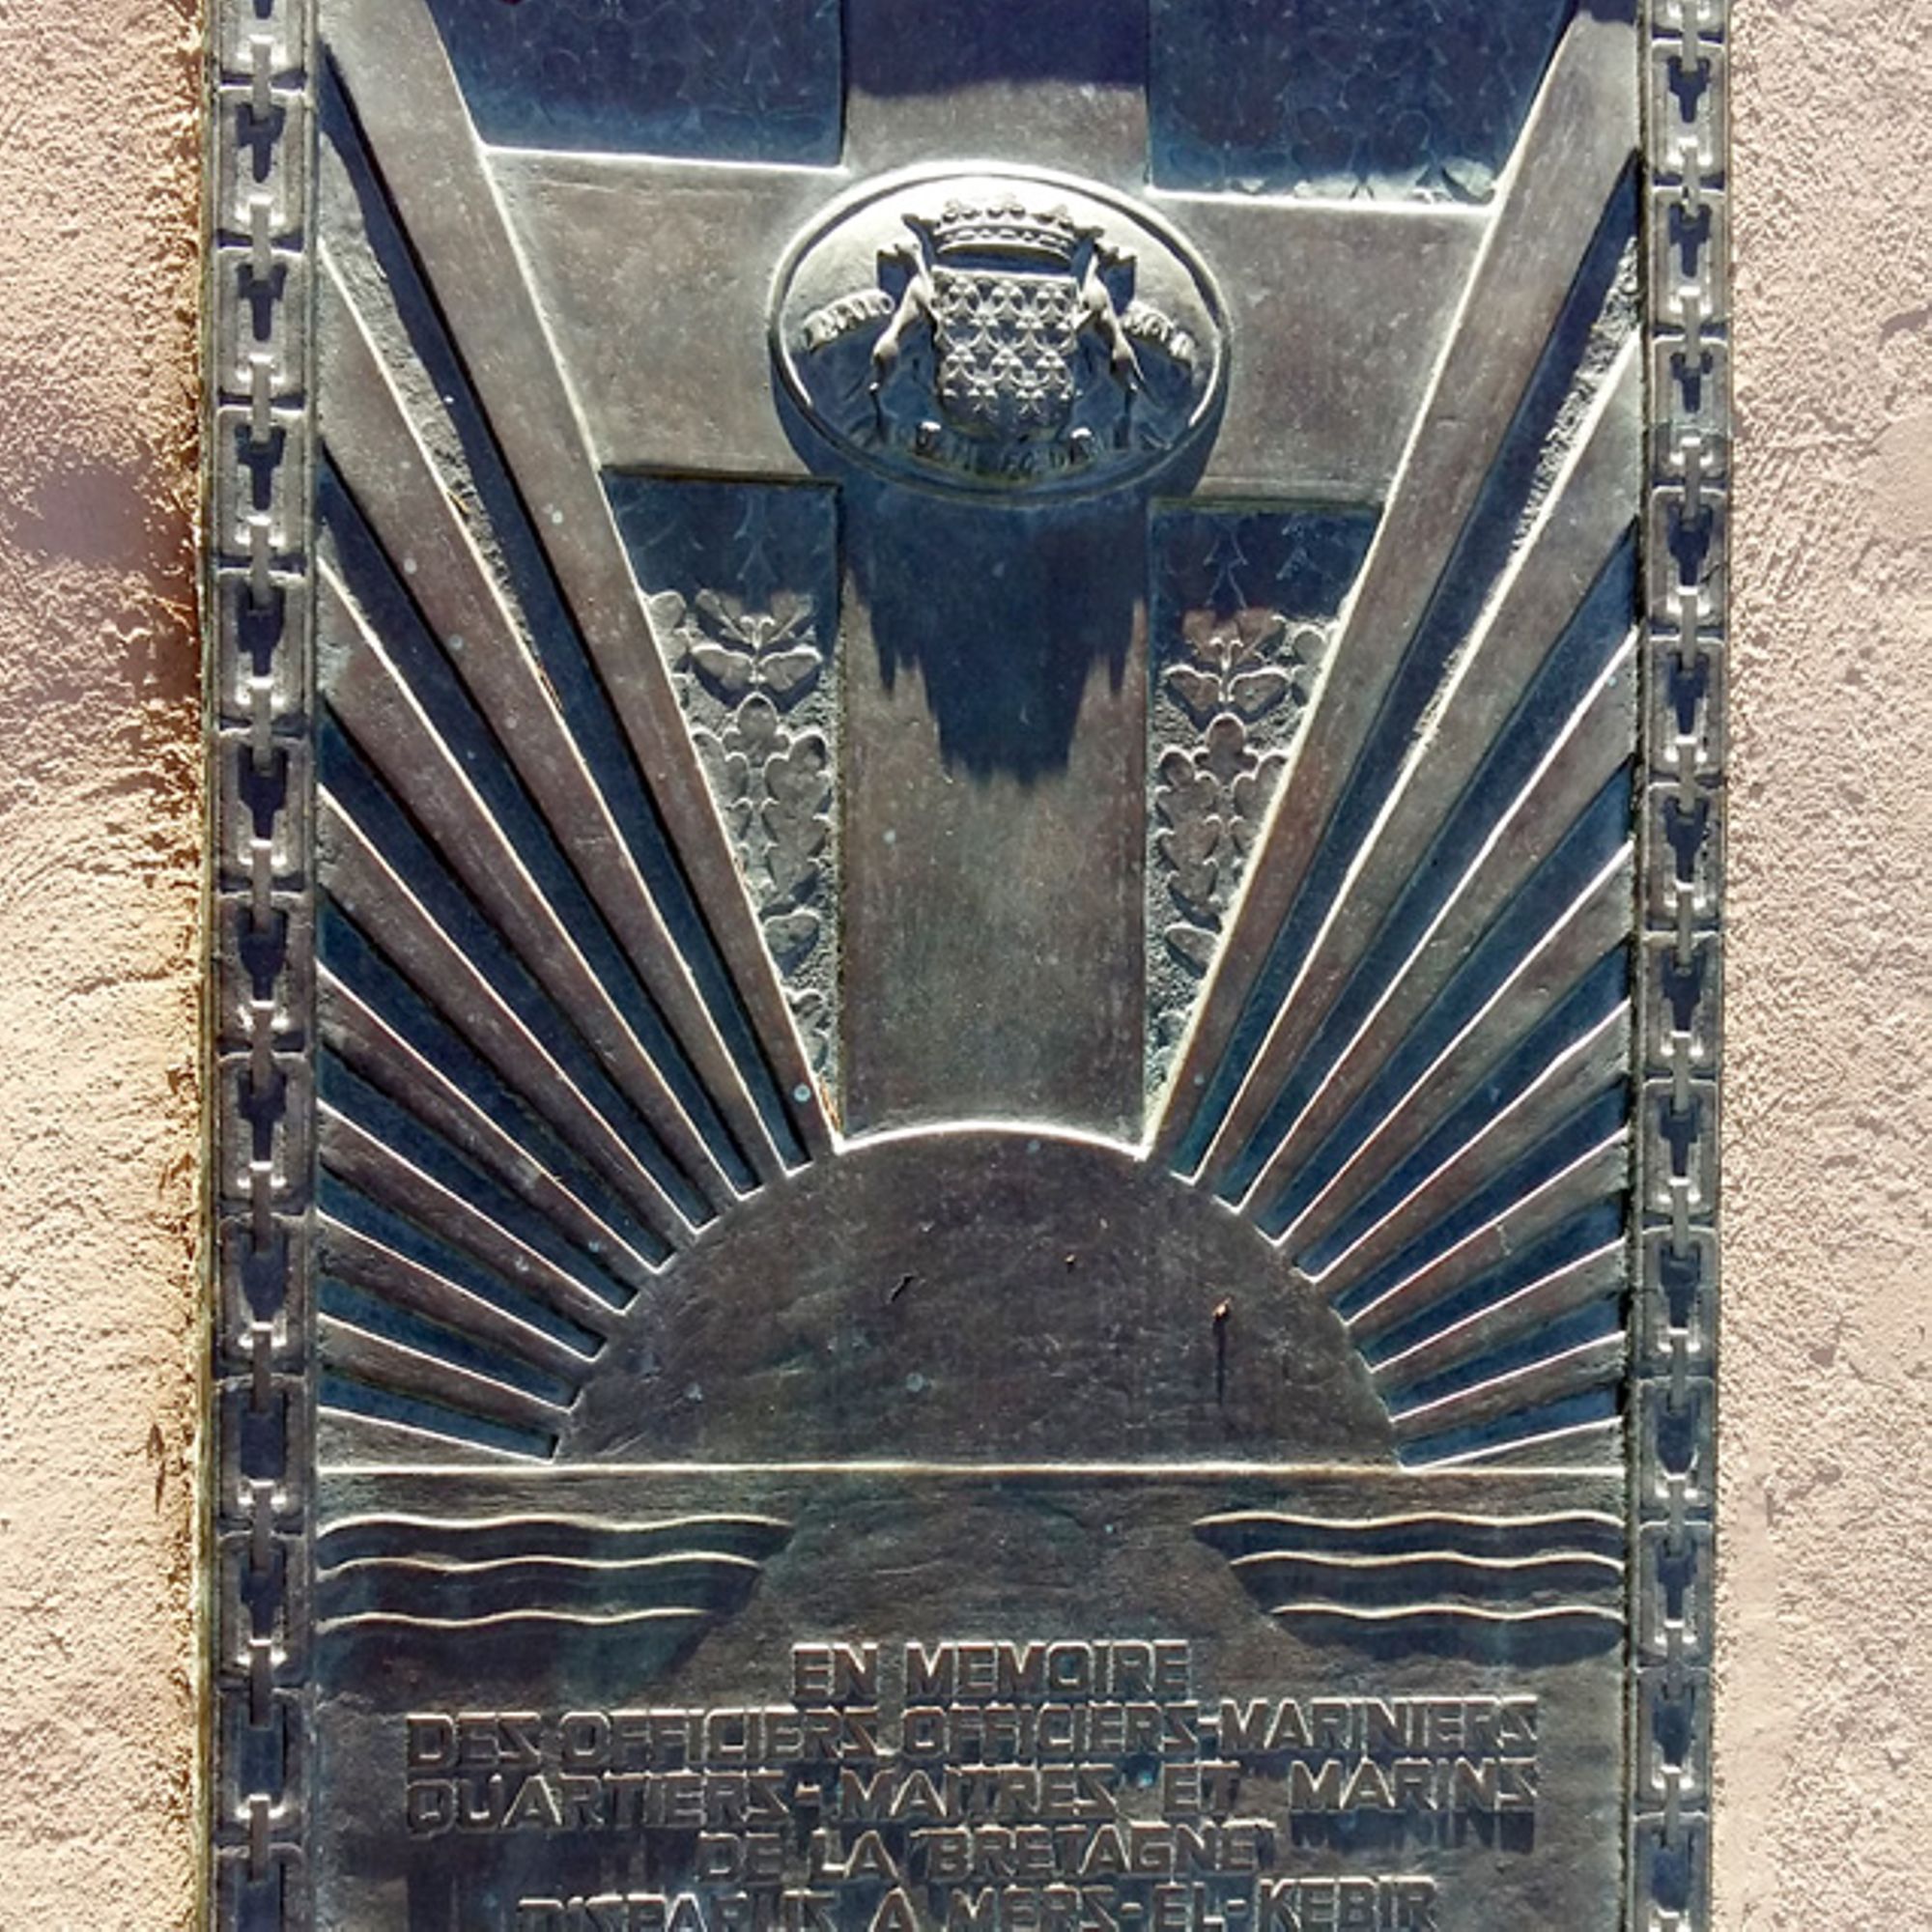 EN MEMOIRE
DES OFFICIERS, OFFICIERS-MARINIERS
QUARTIERS-MAITRES ET MARINS
DE LA "BRETAGNE"
DISPARUS A MERS-EL-KEBIR